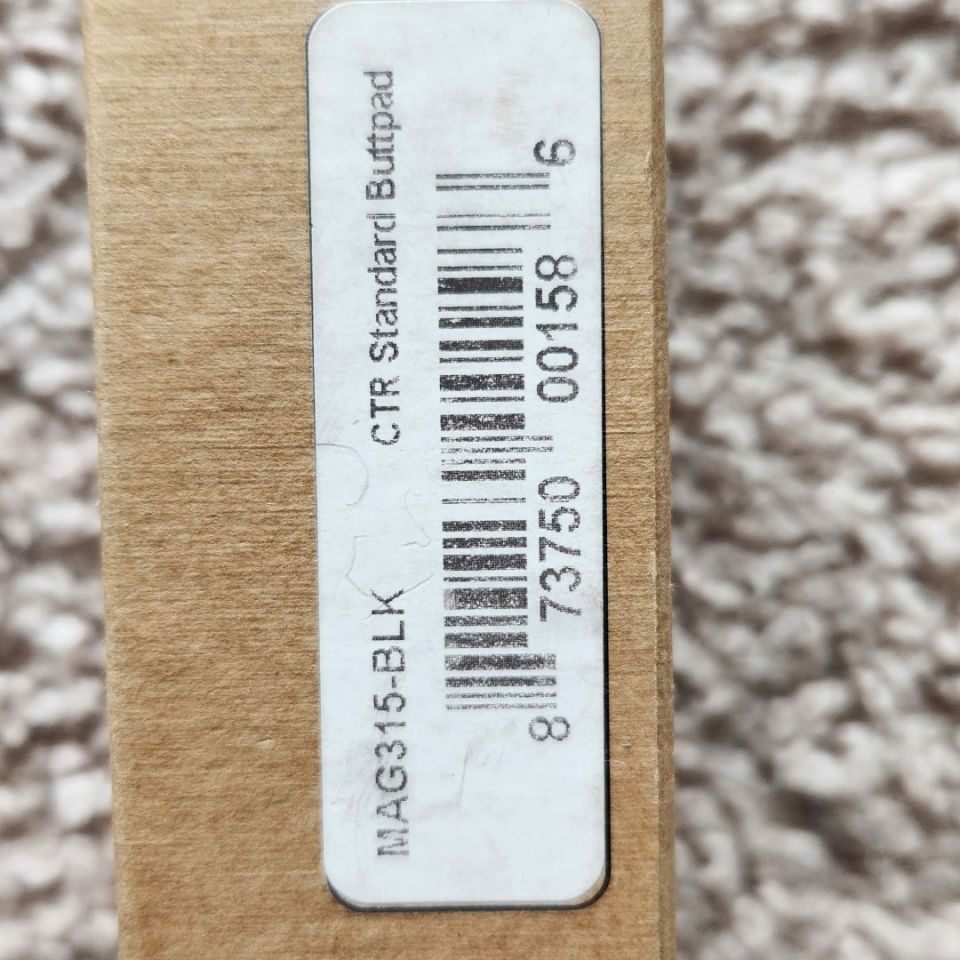 MAG315-BLK CTR Standard Buttpad
8 73750 00158 6